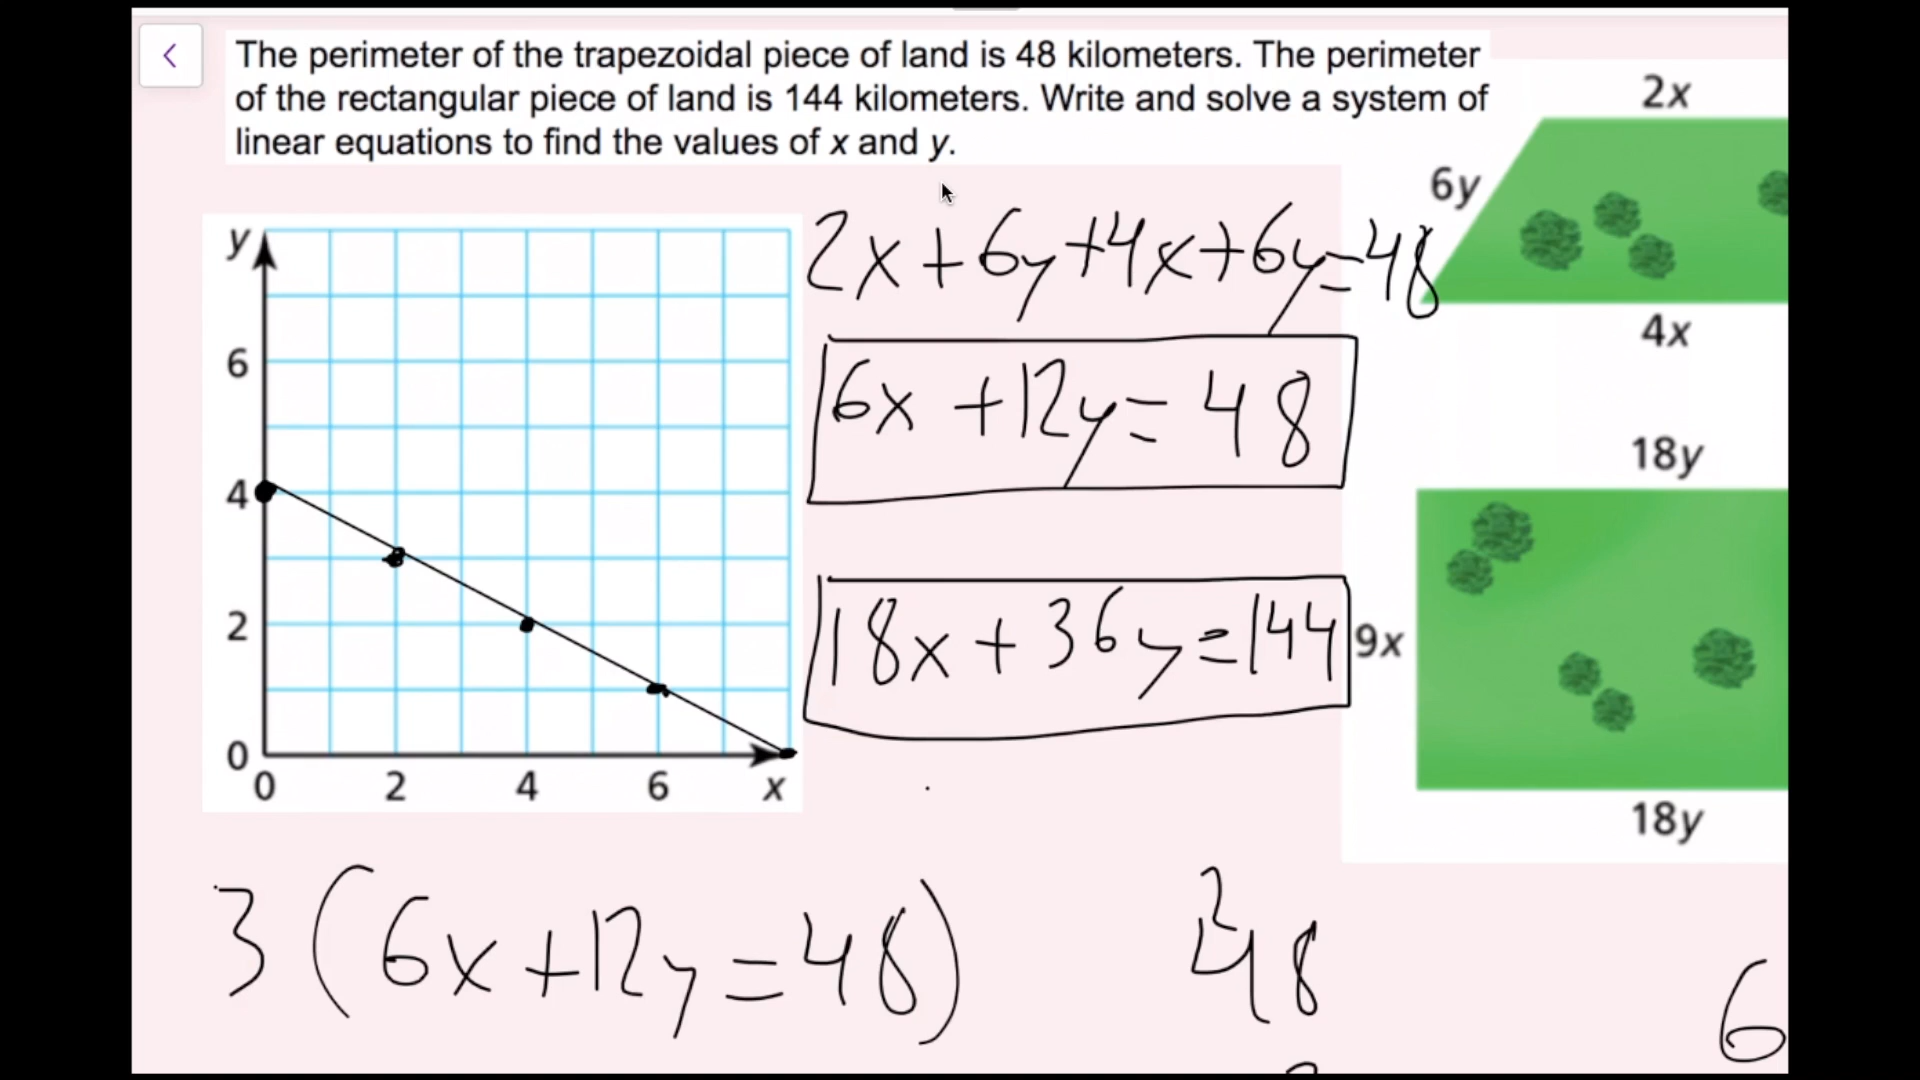 The perimeter of the trapezoidal piece of land is 48 kilometers. The perimeter
of the rectangular piece of land is 144 kilometers. Write and solve a system of
linear equations to find the values of x and y.
2x
6y
4x
2x+6y+4x+6y=48
6x +12y= 48
18x + 36y=144
18y
9x
18y
y
6
4
2
0
0 2 4 6 x
3 (6x+12y=48)
2
48
6